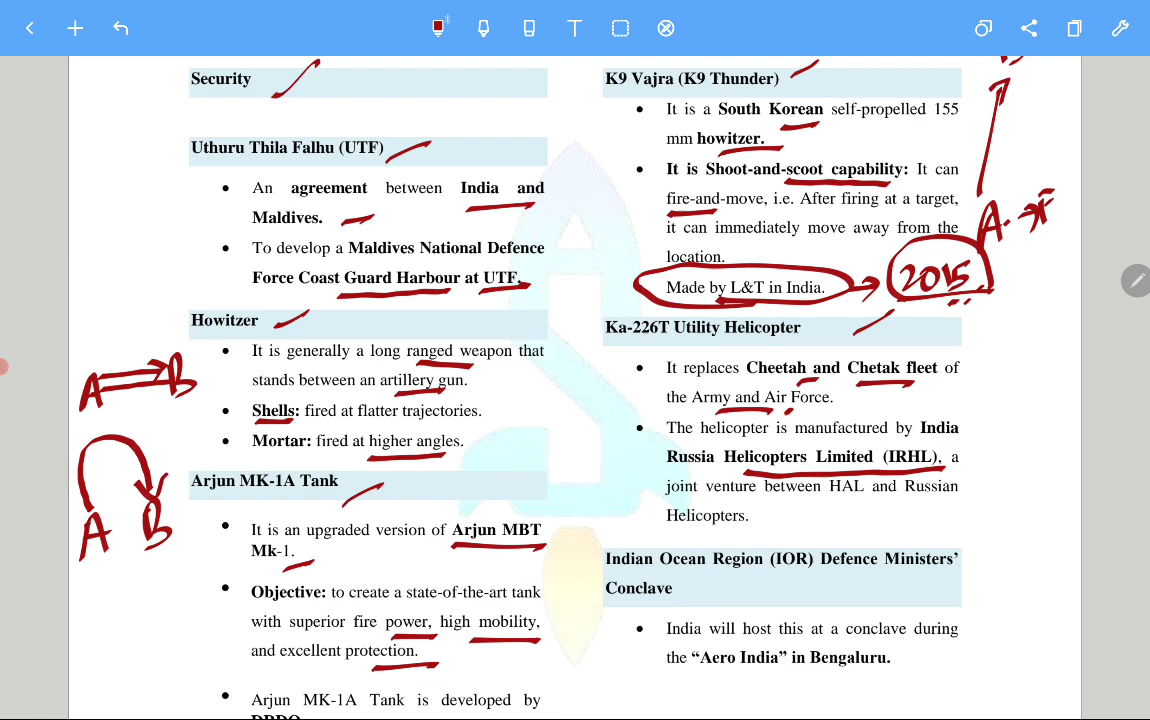 Security
Uthuru Thila Falhu (UTF)
• An agreement between India and
Maldives.
• To develop a Maldives National Defence
Force Coast Guard Harbour at UTF.
Howitzer
• It is generally a long ranged weapon that
stands between an artillery gun.
• Shells: fired at flatter trajectories.
• Mortar: fired at higher angles.
A B
A B
Arjun MK-1A Tank
• It is an upgraded version of Arjun MBT
Mk-1.
• Objective: to create a state-of-the-art tank
with superior fire power, high mobility,
and excellent protection.
• Arjun MK-1A Tank is developed by
DRDO
K9 Vajra (K9 Thunder)
• It is a South Korean self-propelled 155
mm howitzer.
• It is Shoot-and-scoot capability: It can
fire-and-move, i.e. After firing at a target,
it can immediately move away from the
location.
Made by L&T in India.
2015
Ka-226T Utility Helicopter
• It replaces Cheetah and Chetak fleet of
the Army and Air Force.
• The helicopter is manufactured by India
Russia Helicopters Limited (IRHL), a
joint venture between HAL and Russian
Helicopters.
Indian Ocean Region (IOR) Defence Ministers’
Conclave
• India will host this at a conclave during
the “Aero India” in Bengaluru.